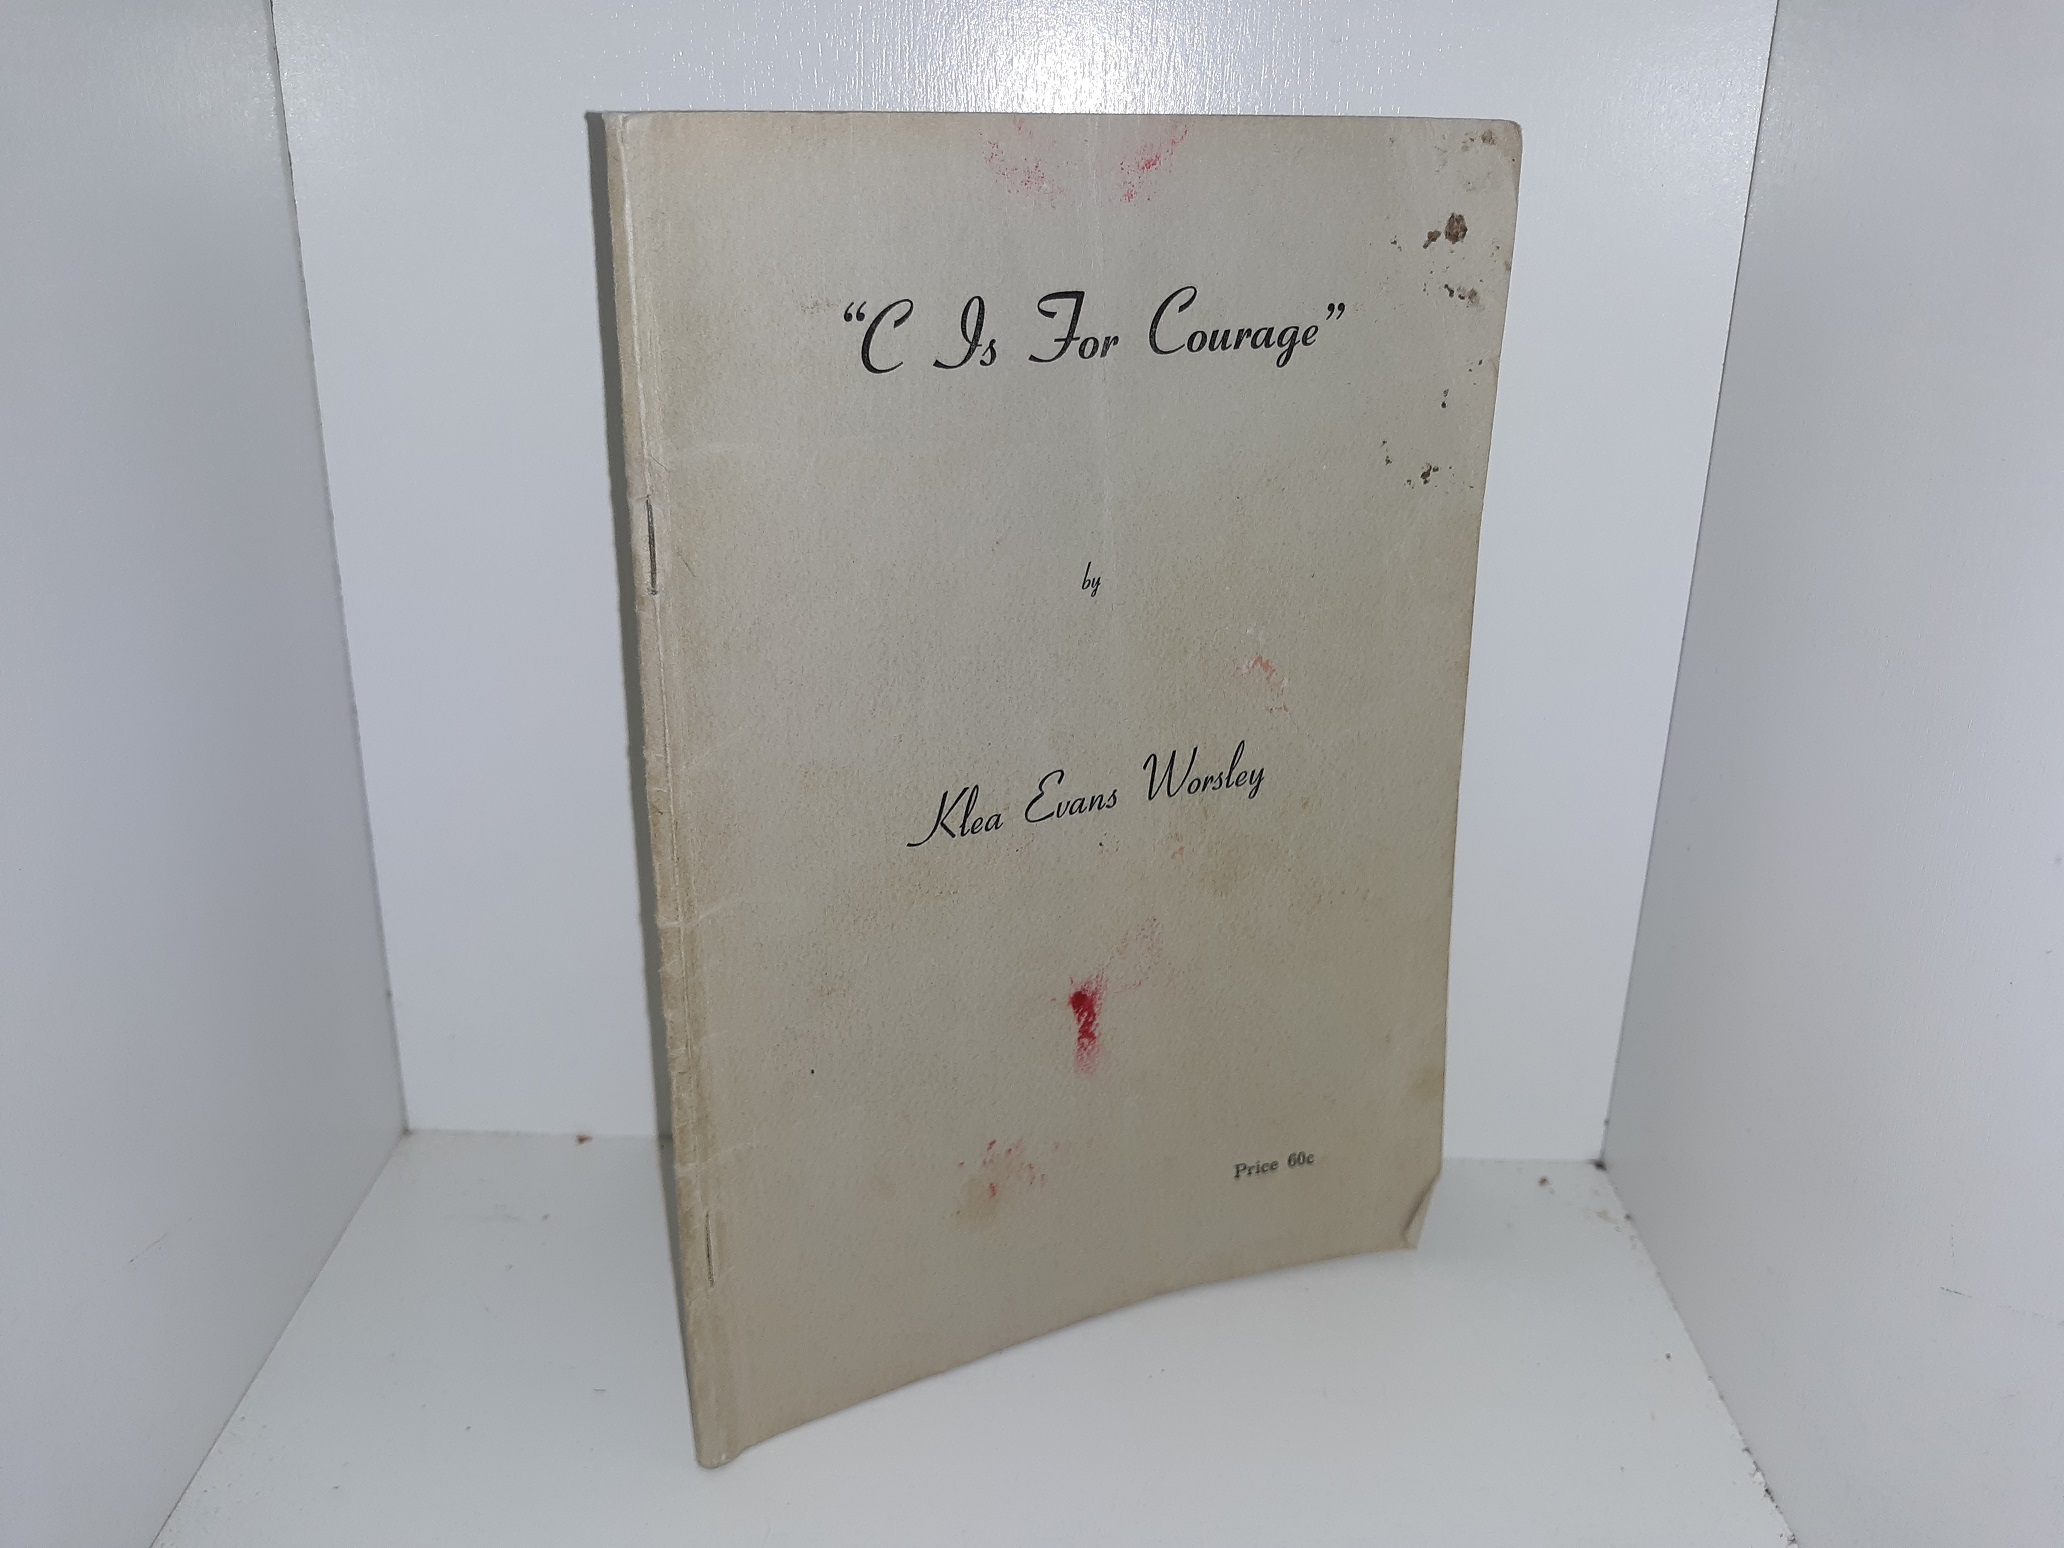 “C Is For Courage”
by
Klea Evans Worsley
Price 60c